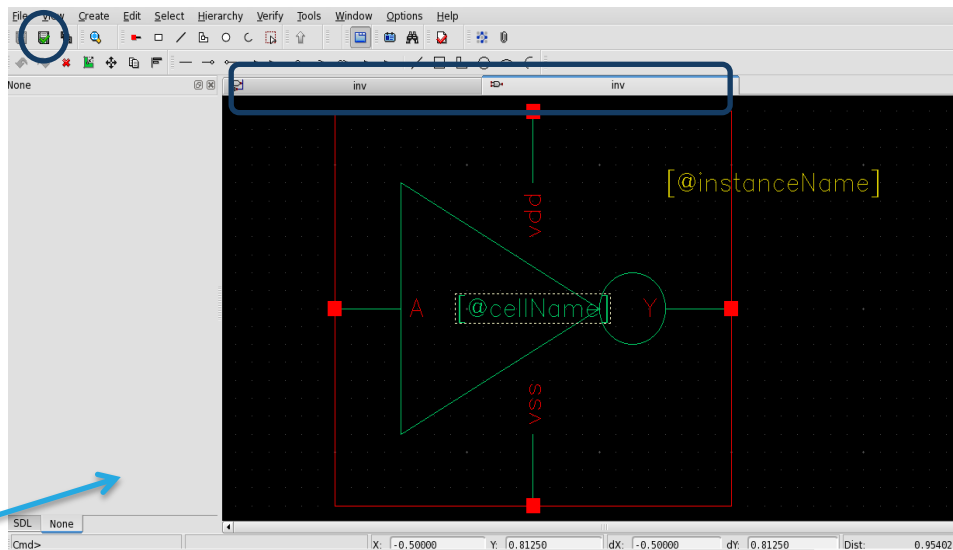 File View Create Edit Select Hierarchy Verify Tools Window Options Help
None
inv inv
[@instanceName]
vdd
A [@cellName] Y
vss
SDL None
Cmd> X: -0.50000 Y: 0.81250 dX: -0.50000 dY: 0.81250 Dist: 0.95402